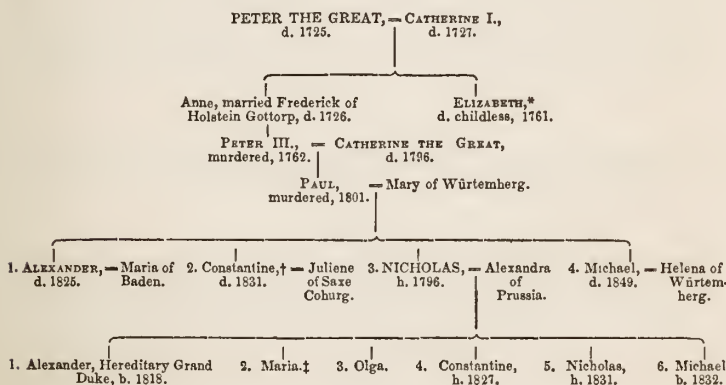 PETER THE GREAT, = CATHERINE I.,
d. 1725. d. 1727.
Anne, married Frederick of
Holstein Gottorp, d. 1726.
ELIZABETH,*
d. childless, 1761.
PETER III., = CATHERINE THE GREAT,
murdered, 1762. d. 1796.
PAUL, = Mary of Würtemberg.
murdered, 1801.
1. ALEXANDER, = Maria of
d. 1825. Baden.
2. Constantine,† = Juliene
d. 1831. of Saxe
Coburg.
3. NICHOLAS, = Alexandra
h. 1796. of
Prussia.
4. Michael, = Helena of
d. 1849. Würtem-
herg.
1. Alexander, Hereditary Grand
Duke, b. 1818.
2. Maria.‡
3. Olga.
4. Constantine,
h. 1827.
5. Nicholas,
h. 1831.
6. Michael
b. 1832.